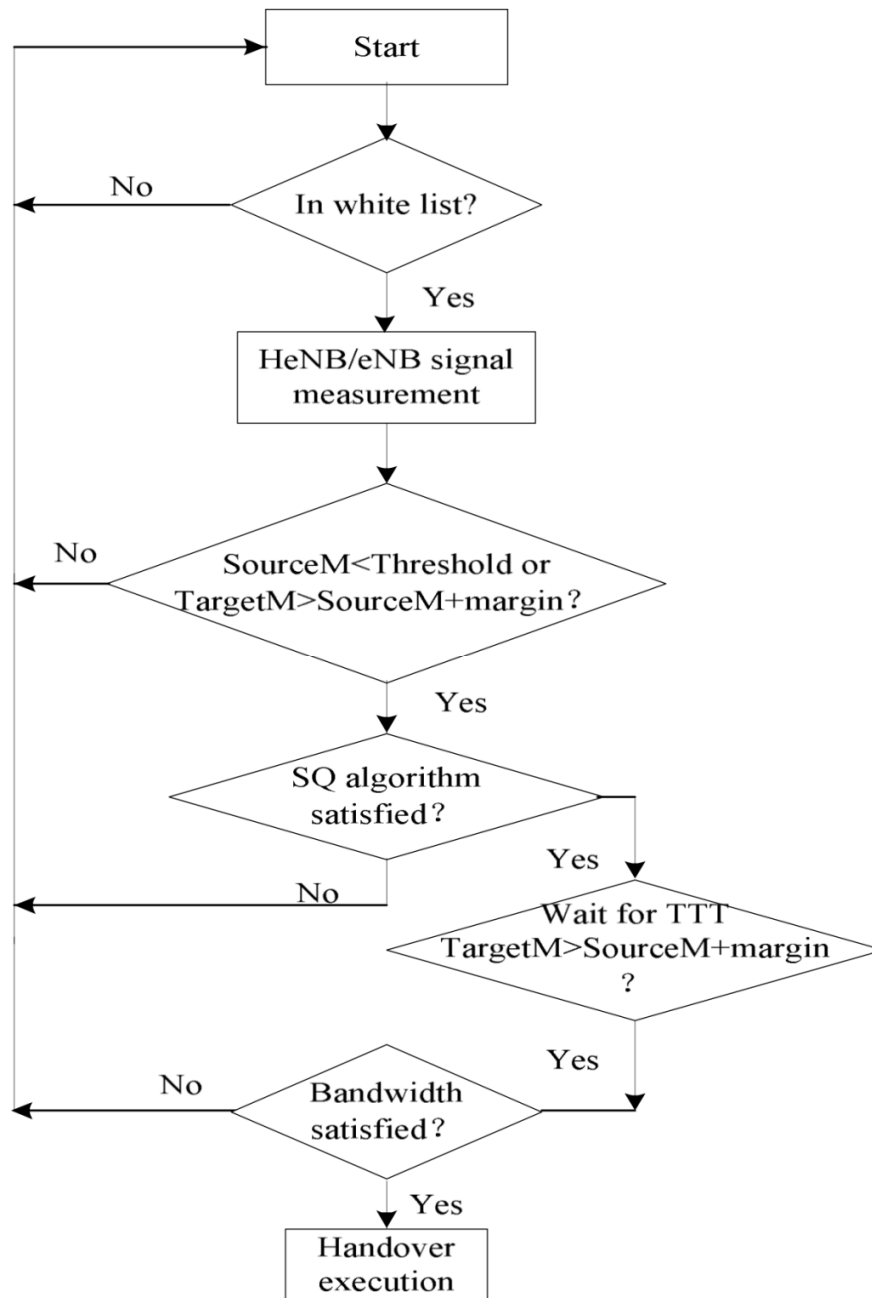 Start
In white list?
No
Yes
HeNB/eNB signal
measurement
No
SourceM<Threshold or
TargetM>SourceM+margin?
Yes
SQ algorithm
satisfied?
Yes
No
Wait for TTT
TargetM>SourceM+margin
?
Yes
No
Bandwidth
satisfied?
Yes
Handover
execution